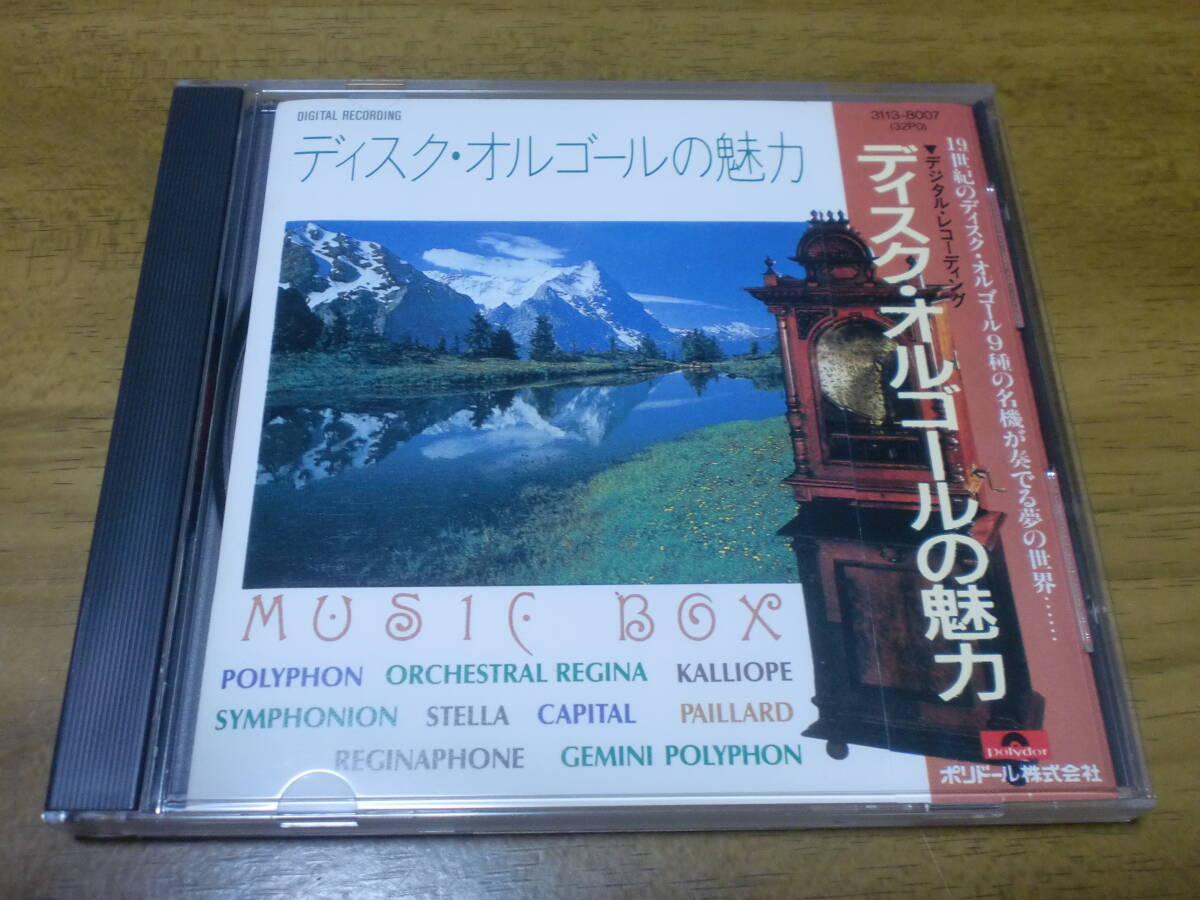 DIGITAL RECORDING
ディスク・オルゴールの魅力
MUSIC BOX
POLYPHON ORCHESTRAL REGINA KALLIOPE
SYMPHONION STELLA CAPITAL PAILLARD
REGINAPHONE GEMINI POLYPHON
3113-8007
(32P0)
19世紀のディスク・オルゴール9種の名機が奏でる夢の世界……
▼デジタル・レコーディング
ディスク・オルゴールの魅力
polydor
ポリドール株式会社